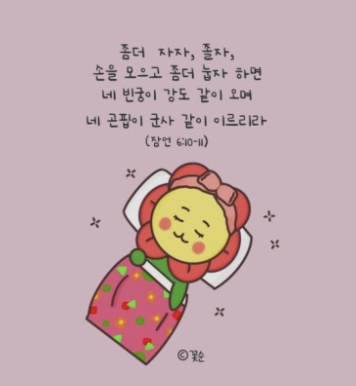 좀더 자자, 졸자,
손을 모으고 좀더 눕자 하면
네 빈궁이 강도 같이 오며
네 곤핍이 군사 같이 이르리라
(잠언 6:10-11)
©꽃순